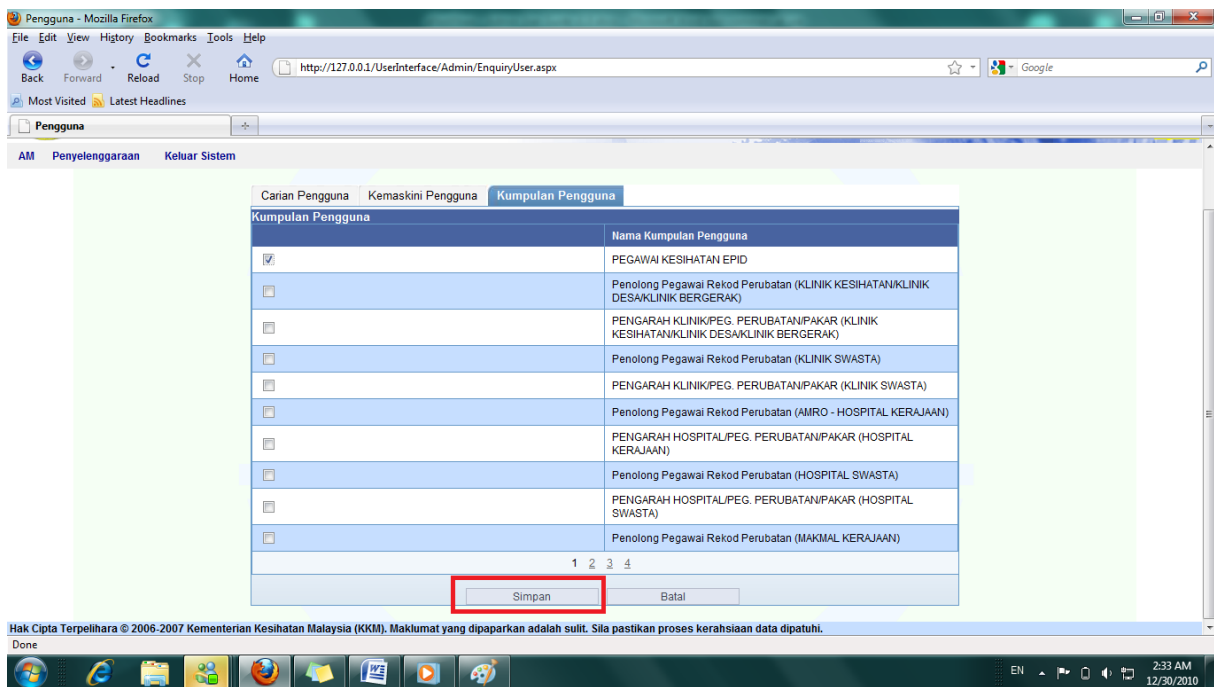 Pengguna - Mozilla Firefox
File Edit View History Bookmarks Tools Help
Back Forward Reload Stop Home http://127.0.0.1/UserInterface/Admin/EnquiryUser.aspx Google
Most Visited Latest Headlines
Pengguna
AM Penyelenggaraan Keluar Sistem
Carian Pengguna Kemaskini Pengguna Kumpulan Pengguna
Kumpulan Pengguna
Nama Kumpulan Pengguna
PEGAWAI KESIHATAN EPID
Penolong Pegawai Rekod Perubatan (KLINIK KESIHATAN/KLINIK
DESA/KLINIK BERGERAK)
PENGARAH KLINIK/PEG. PERUBATAN/PAKAR (KLINIK
KESIHATAN/KLINIK DESA/KLINIK BERGERAK)
Penolong Pegawai Rekod Perubatan (KLINIK SWASTA)
PENGARAH KLINIK/PEG. PERUBATAN/PAKAR (KLINIK SWASTA)
Penolong Pegawai Rekod Perubatan (AMRO - HOSPITAL KERAJAAN)
PENGARAH HOSPITAL/PEG. PERUBATAN/PAKAR (HOSPITAL
KERAJAAN)
Penolong Pegawai Rekod Perubatan (HOSPITAL SWASTA)
PENGARAH HOSPITAL/PEG. PERUBATAN/PAKAR (HOSPITAL
SWASTA)
Penolong Pegawai Rekod Perubatan (MAKMAL KERAJAAN)
1 2 3 4
Simpan Batal
Hak Cipta Terpelihara © 2006-2007 Kementerian Kesihatan Malaysia (KKM). Maklumat yang dipaparkan adalah sulit. Sila pastikan proses kerahsiaan data dipatuhi.
Done
EN 2:33 AM
12/30/2010